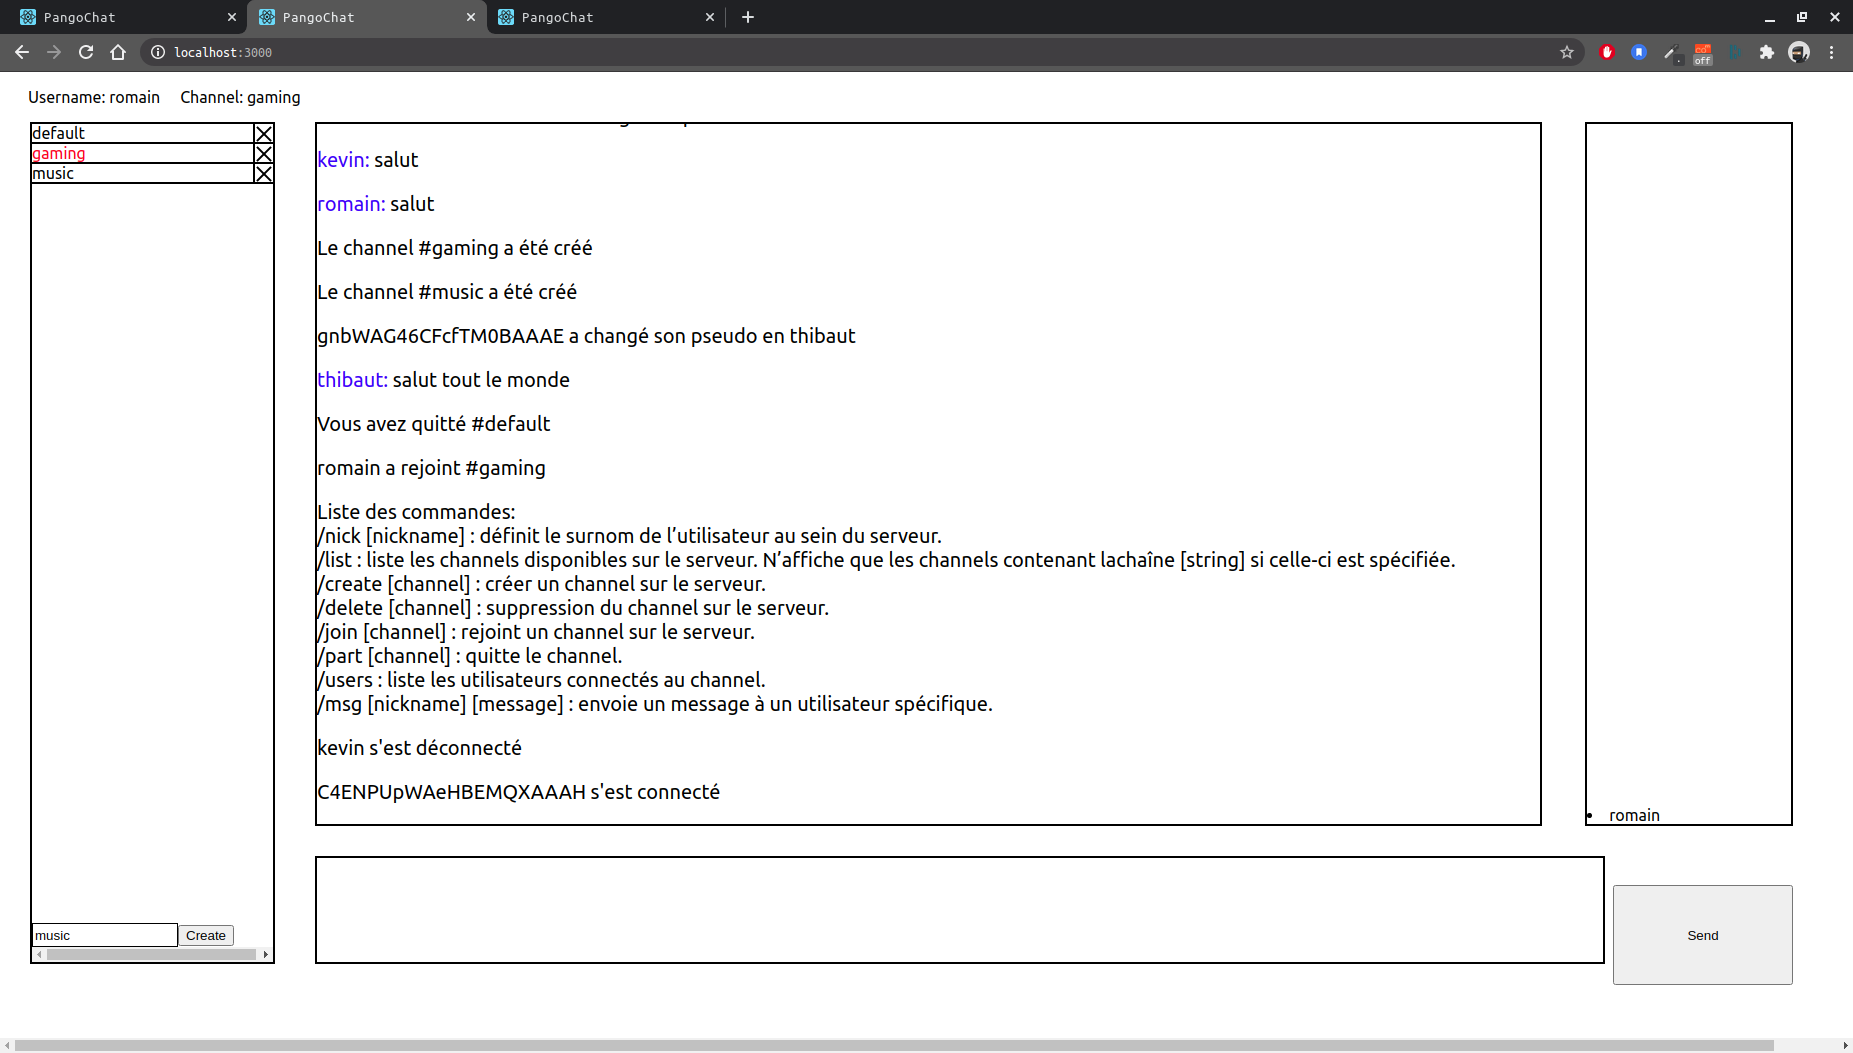 PangoChat
PangoChat
PangoChat
localhost:3000
off
Username: romain Channel: gaming
default
gaming
music
kevin: salut
romain: salut
Le channel #gaming a été créé
Le channel #music a été créé
gnbWAG46CFcfTM0BAAAE a changé son pseudo en thibaut
thibaut: salut tout le monde
Vous avez quitté #default
romain a rejoint #gaming
Liste des commandes:
/nick [nickname] : définit le surnom de l’utilisateur au sein du serveur.
/list : liste les channels disponibles sur le serveur. N’affiche que les channels contenant lachaîne [string] si celle-ci est spécifiée.
/create [channel] : créer un channel sur le serveur.
/delete [channel] : suppression du channel sur le serveur.
/join [channel] : rejoint un channel sur le serveur.
/part [channel] : quitte le channel.
/users : liste les utilisateurs connectés au channel.
/msg [nickname] [message] : envoie un message à un utilisateur spécifique.
kevin s'est déconnecté
C4ENPUpWAeHBEMQXAAAH s'est connecté
romain
music
Create
Send